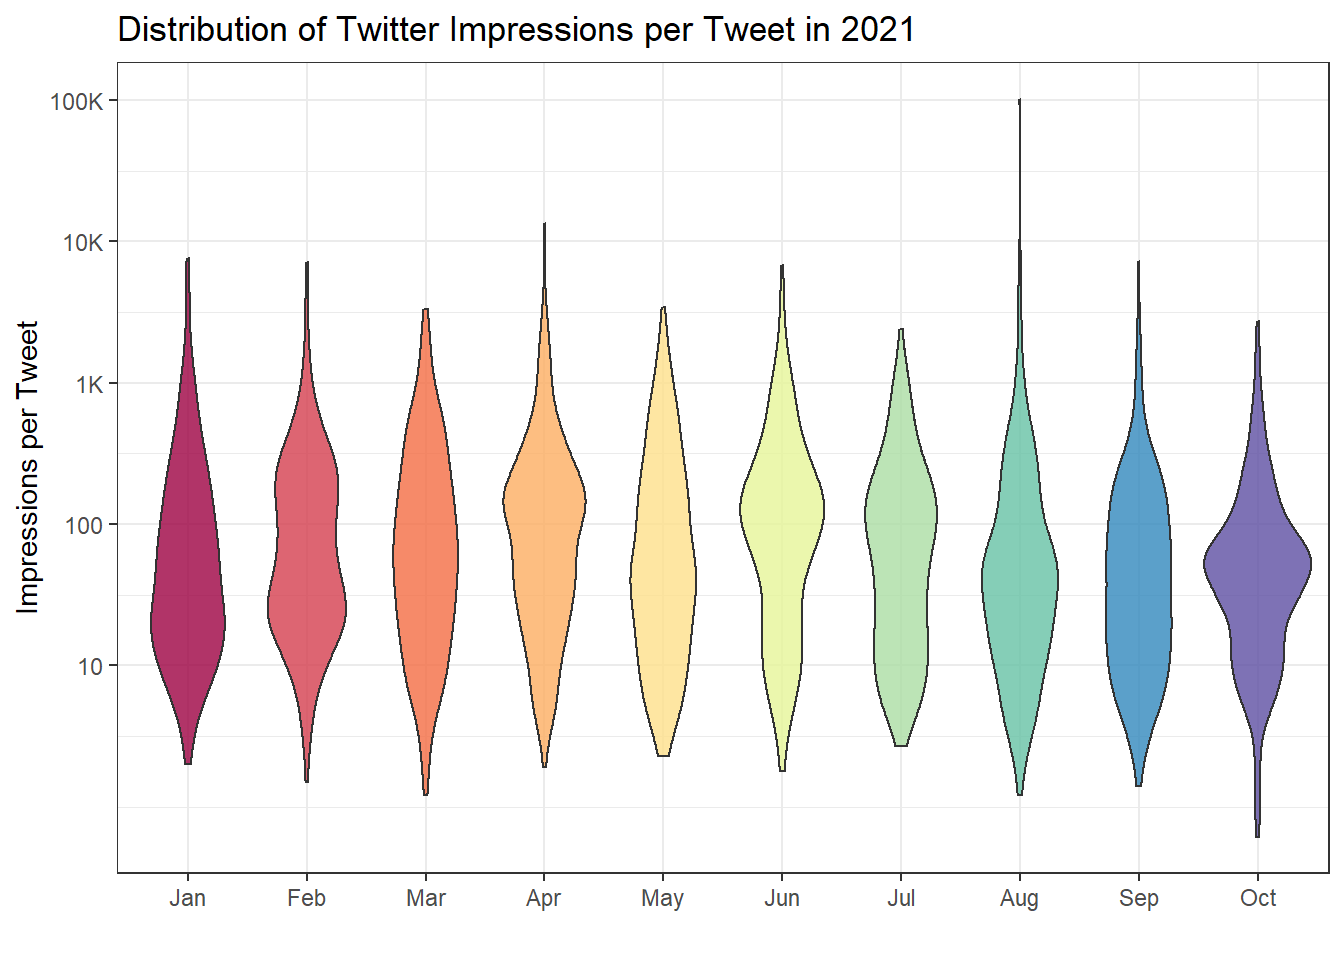 Distribution of Twitter Impressions per Tweet in 2021
Impressions per Tweet
100K
10K
1K
100
10
Jan Feb Mar Apr May Jun Jul Aug Sep Oct